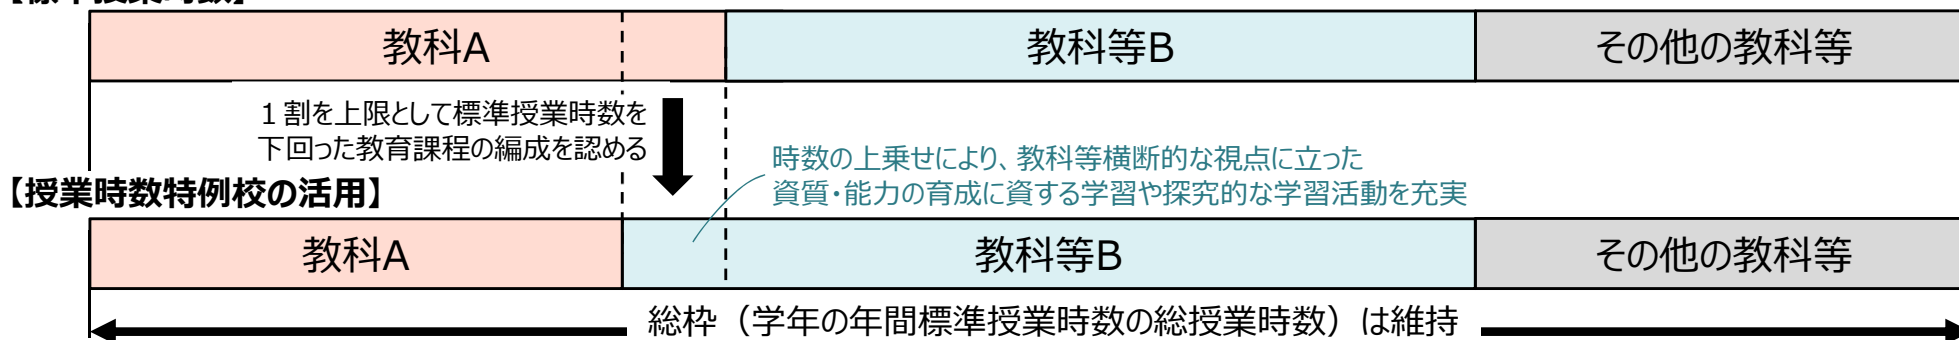 教科A
教科等B
その他の教科等
1割を上限として標準授業時数を
下回った教育課程の編成を認める
時数の上乗せにより、教科等横断的な視点に立った
資質・能力の育成に資する学習や探究的な学習活動を充実
【授業時数特例校の活用】
教科A
教科等B
その他の教科等
総枠（学年の年間標準授業時数の総授業時数）は維持